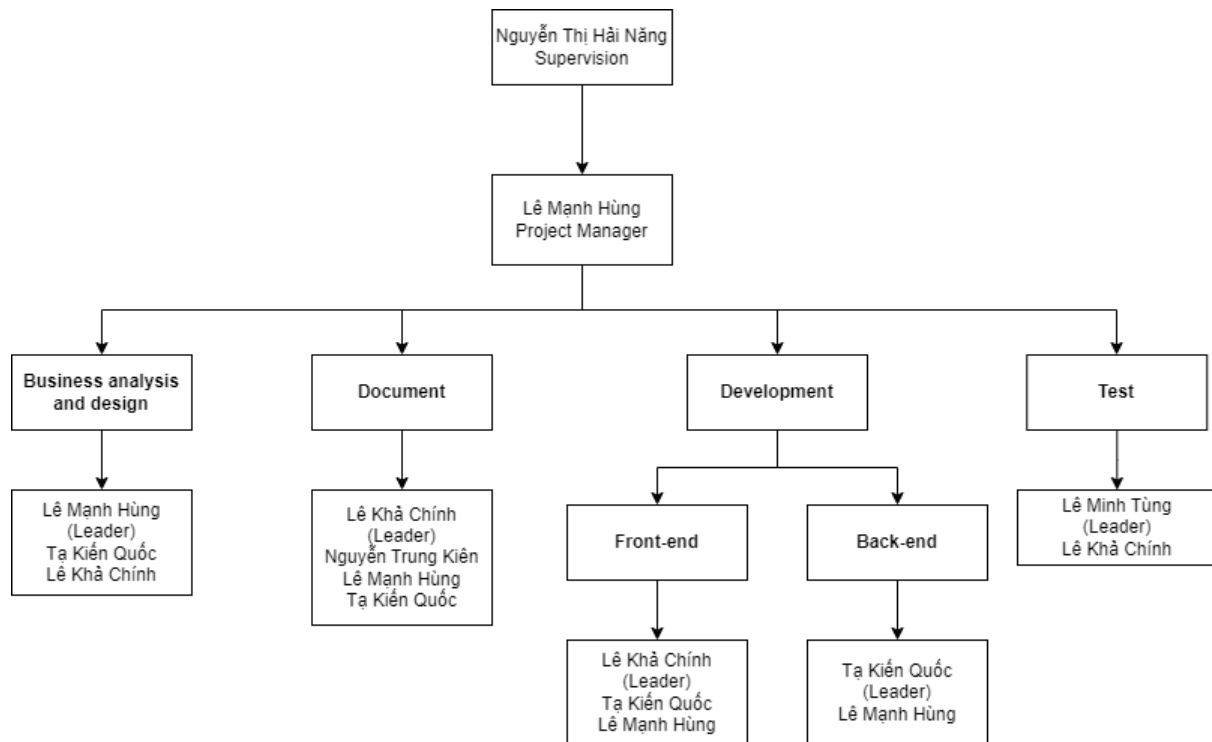 Nguyễn Thị Hải Năng
Supervision
Lê Mạnh Hùng
Project Manager
Business analysis
and design
Document
Development
Test
Lê Mạnh Hùng
(Leader)
Tạ Kiến Quốc
Lê Khả Chính
Lê Khả Chính
(Leader)
Nguyễn Trung Kiên
Lê Mạnh Hùng
Tạ Kiến Quốc
Front-end
Back-end
Lê Minh Tùng
(Leader)
Lê Khả Chính
Lê Khả Chính
(Leader)
Tạ Kiến Quốc
Lê Mạnh Hùng
Tạ Kiến Quốc
(Leader)
Lê Mạnh Hùng